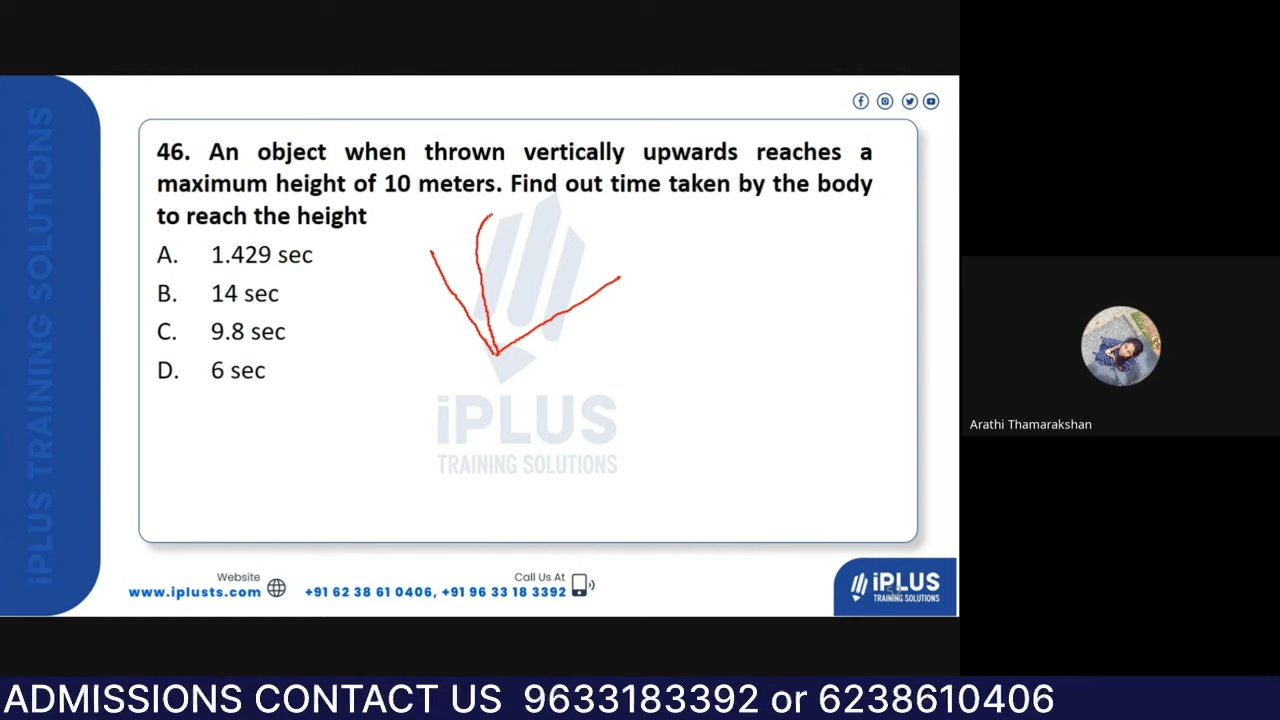 iPLUS TRAINING SOLUTIONS
46. An object when thrown vertically upwards reaches a
maximum height of 10 meters. Find out time taken by the body
to reach the height
A. 1.429 sec
B. 14 sec
C. 9.8 sec
D. 6 sec
iPLUS
TRAINING SOLUTIONS
Arathi Thamarakshan
Website
www.iplusts.com
Call Us At
+91 62 38 61 0406, +91 96 33 18 3392
iPLUS
TRAINING SOLUTIONS
ADMISSIONS CONTACT US 9633183392 or 6238610406